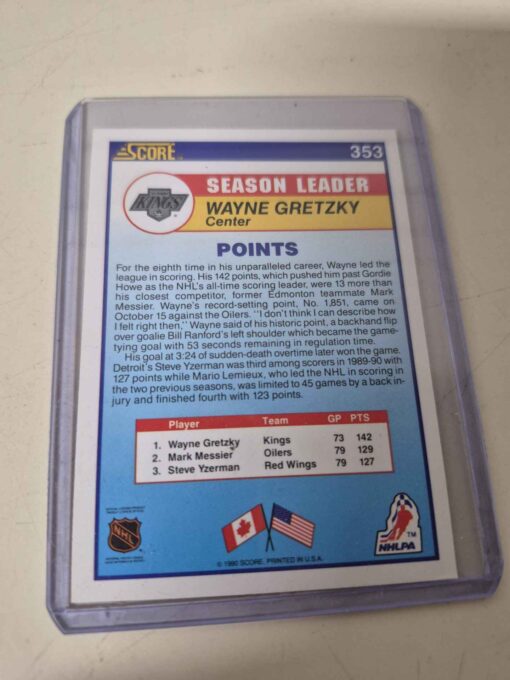 SCORE 353
KINGS
SEASON LEADER
WAYNE GRETZKY
Center
POINTS
For the eighth time in his unparalleled career, Wayne led the
league in scoring. His 142 points, which pushed him past Gordie
Howe as the NHL's all-time scoring leader, were 13 more than
his closest competitor, former Edmonton teammate Mark
Messier. Wayne's record-setting point, No. 1,851, came on
October 15 against the Oilers. "I don't think I can describe how
I felt right then," Wayne said of his historic point, a backhand flip
over goalie Bill Ranford's left shoulder which became the game-
tying goal with 53 seconds remaining in regulation time.
His goal at 3:24 of sudden-death overtime later won the game.
Detroit's Steve Yzerman was third among scorers in 1989-90 with
127 points while Mario Lemieux, who led the NHL in scoring in
the two previous seasons, was limited to 45 games by a back in-
jury and finished fourth with 123 points.
Player Team GP PTS
1. Wayne Gretzky Kings 73 142
2. Mark Messier Oilers 79 129
3. Steve Yzerman Red Wings 79 127
NHL
NHLPA TM
© 1990 SCORE. PRINTED IN U.S.A.